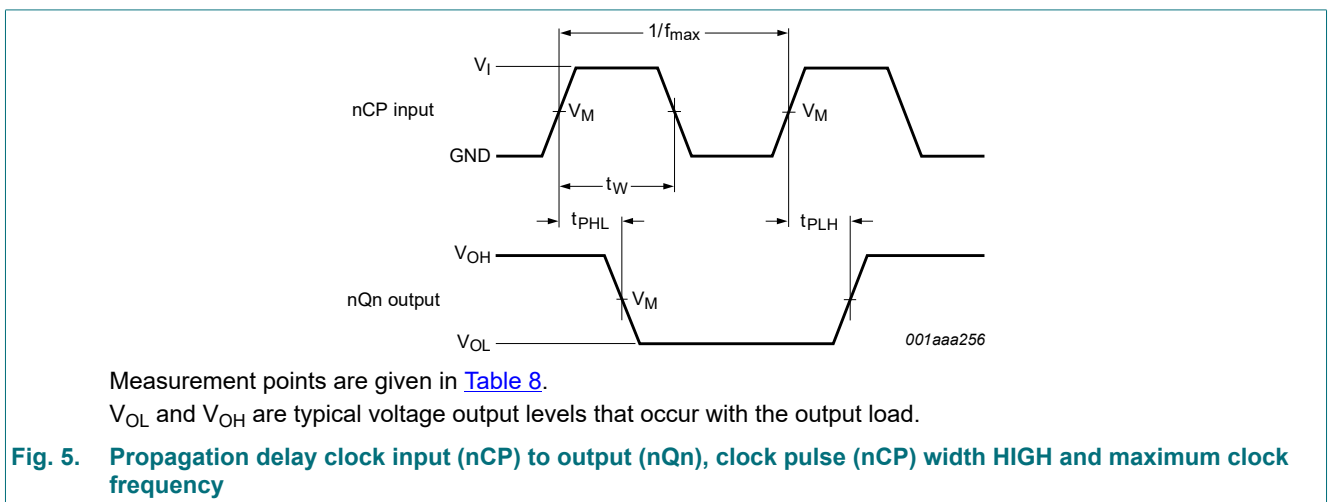 1/fmax
VI
nCP input
VM
VM
GND
tW
tPHL
tPLH
VOH
nQn output
VM
VOL
001aaa256
Measurement points are given in Table 8.
VOL and VOH are typical voltage output levels that occur with the output load.
Fig. 5. Propagation delay clock input (nCP) to output (nQn), clock pulse (nCP) width HIGH and maximum clock
frequency